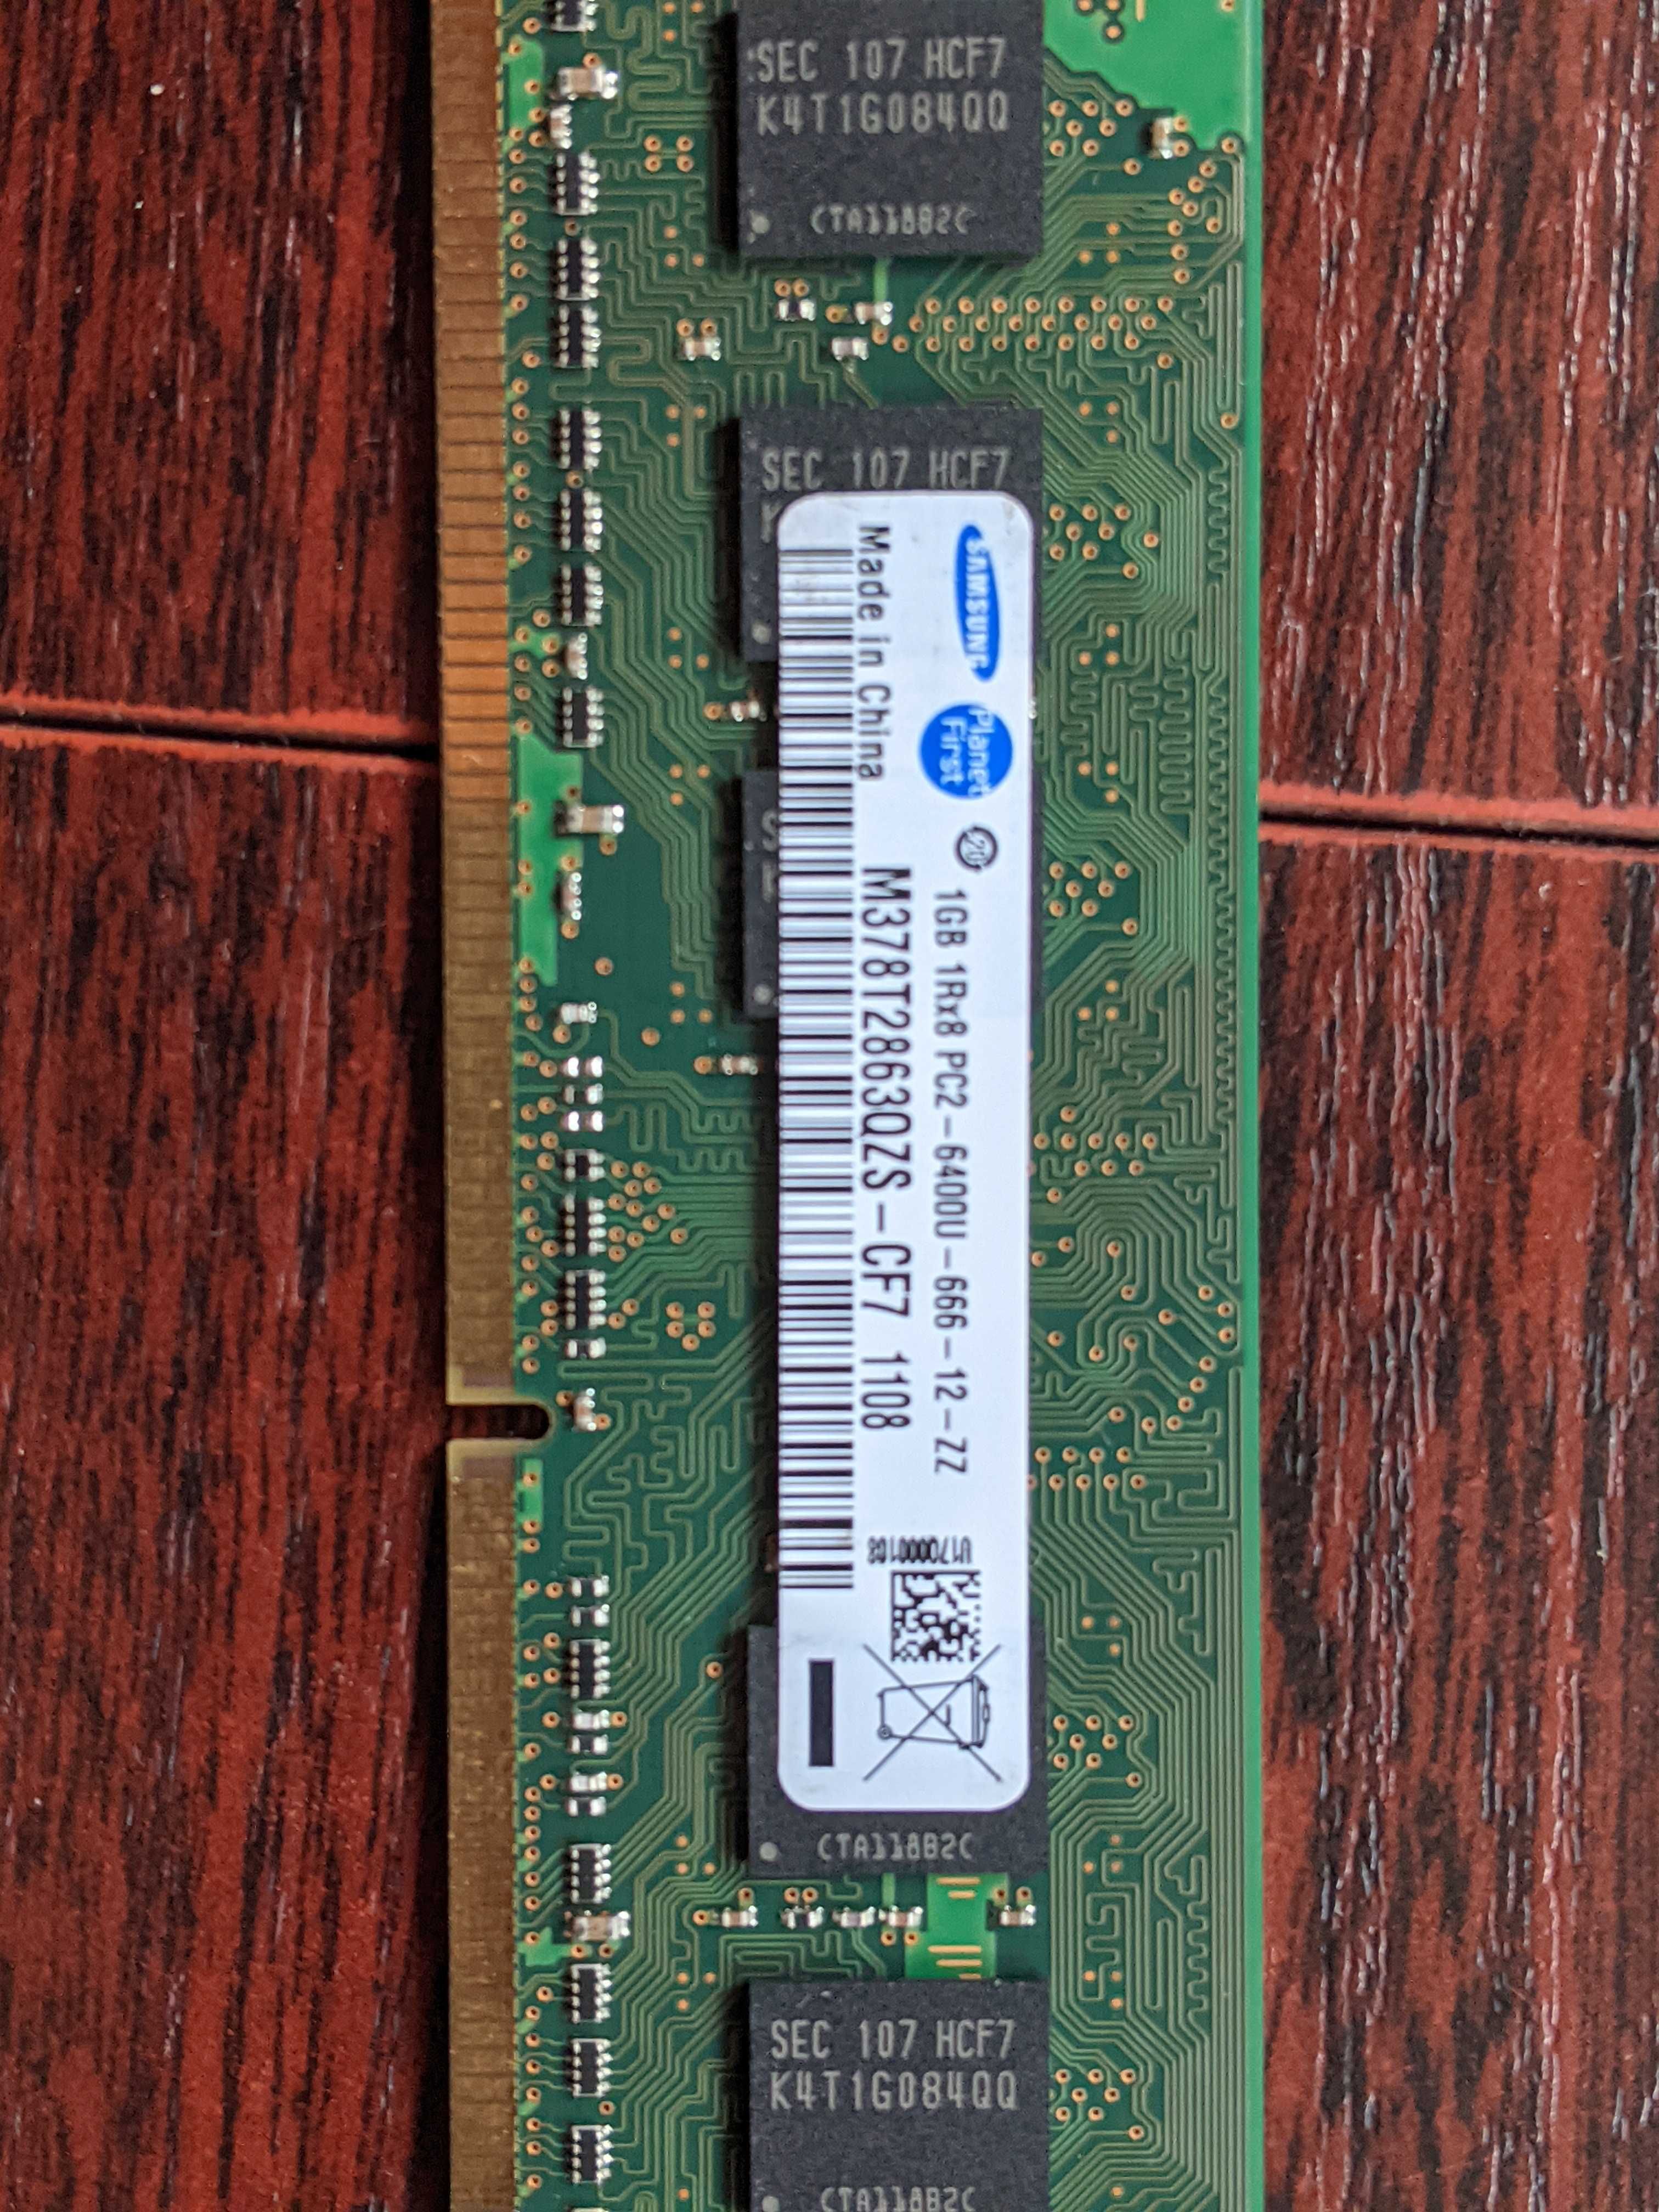 SEC 107 HCF7
K4T1G084QQ
CTA118B2C
SEC 107 HCF7
SAMSUNG
Planet
First
20
1GB 1Rx8 PC2-6400U-666-12-ZZ
Made in China
M378T2863QZS-CF7 1108
CTA118B2C
SEC 107 HCF7
K4T1G084QQ
CTA118B2C